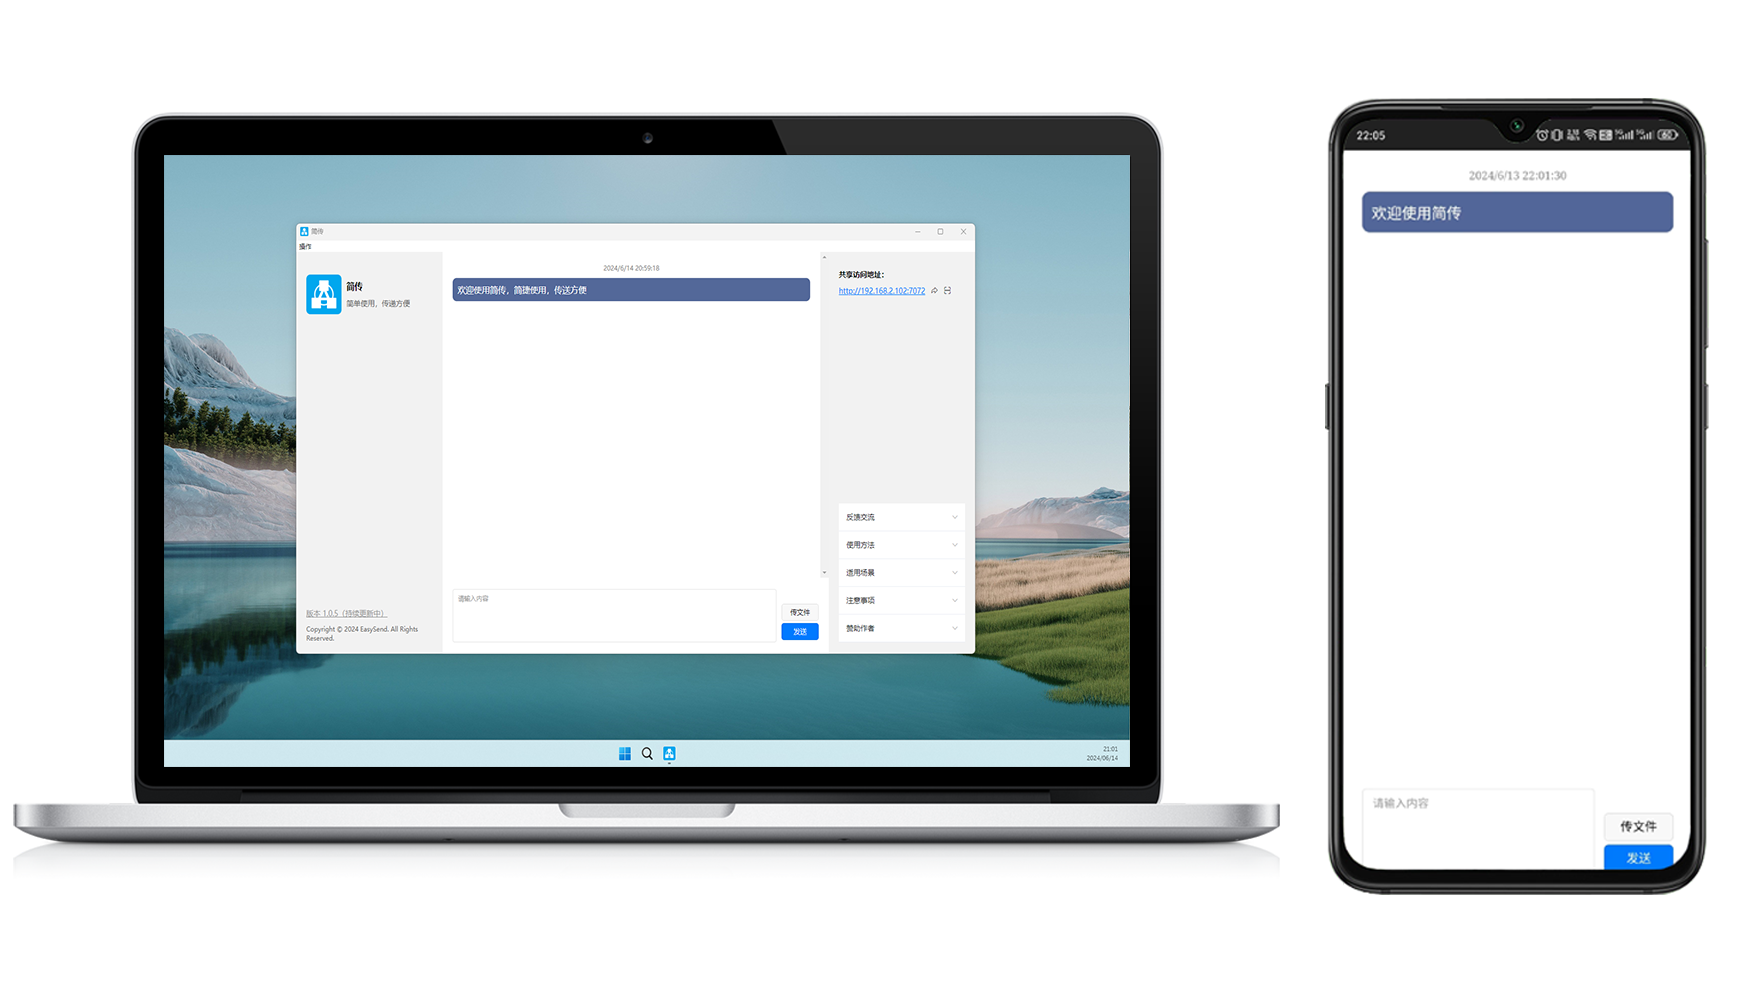 简传
操作
简传
简单使用，传递方便
版本 1.0.5（持续更新中）
Copyright © 2024 EasySend. All Rights
Reserved.
2024/6/14 20:59:18
欢迎使用简传，简捷使用，传送方便
请输入内容
传文件
发送
共享访问地址：
http://192.168.2.102:7072
反馈交流
使用方法
适用场景
注意事项
赞助作者
21:01
2024/06/14
22:05
2024/6/13 22:01:30
欢迎使用简传
请输入内容
传文件
发送